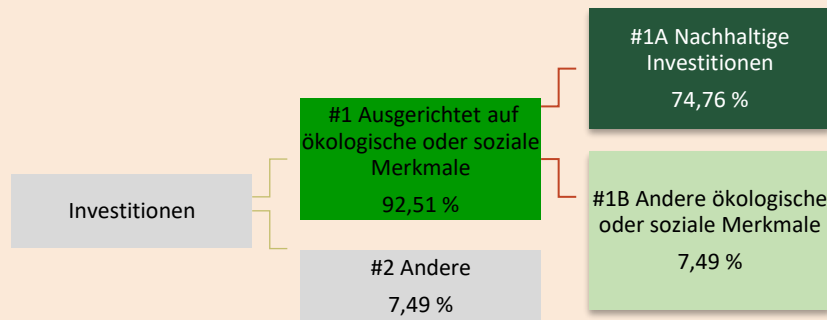 Investitionen
#1 Ausgerichtet auf
ökologische oder soziale
Merkmale
92,51 %
#2 Andere
7,49 %
#1A Nachhaltige
Investitionen
74,76 %
#1B Andere ökologische
oder soziale Merkmale
7,49 %